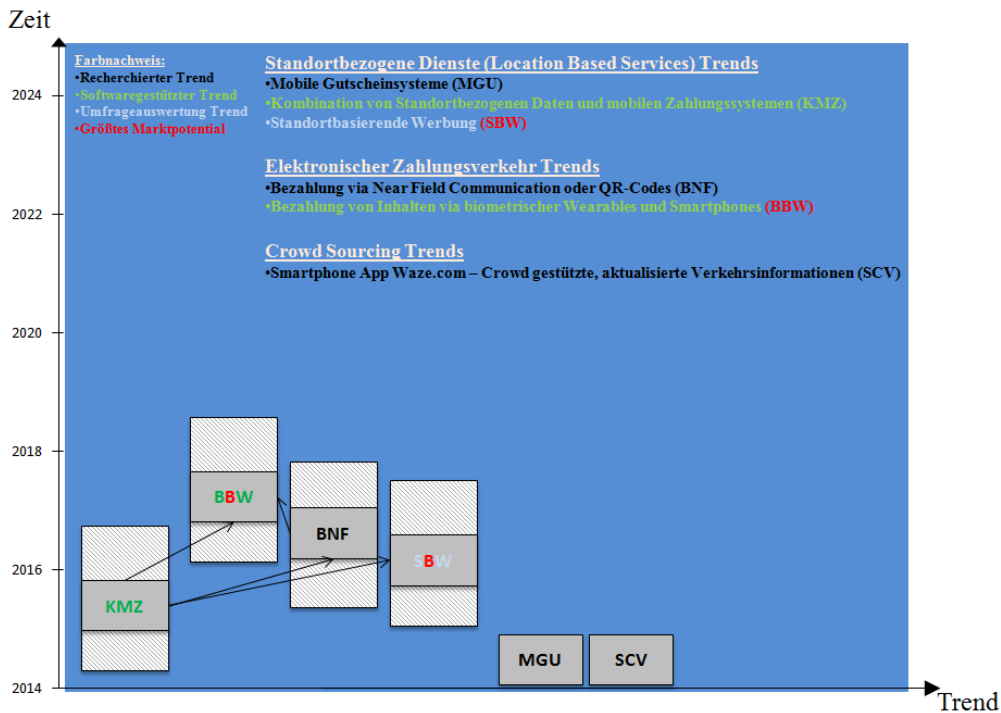 Zeit
Farbnachweis:
•Recherchierter Trend
•Softwaregestützter Trend
•Umfrageauswertung Trend
•Größtes Marktpotential
Standortbezogene Dienste (Location Based Services) Trends
•Mobile Gutscheinsysteme (MGU)
•Kombination von Standortbezogenen Daten und mobilen Zahlungssystemen (KMZ)
•Standortbasierende Werbung (SBW)
Elektronischer Zahlungsverkehr Trends
•Bezahlung via Near Field Communication oder QR-Codes (BNF)
•Bezahlung von Inhalten via biometrischer Wearables und Smartphones (BBW)
Crowd Sourcing Trends
•Smartphone App Waze.com – Crowd gestützte, aktualisierte Verkehrsinformationen (SCV)
2024
2022
2020
2018
2016
2014
BBW
BNF
SBW
KMZ
MGU
SCV
Trend